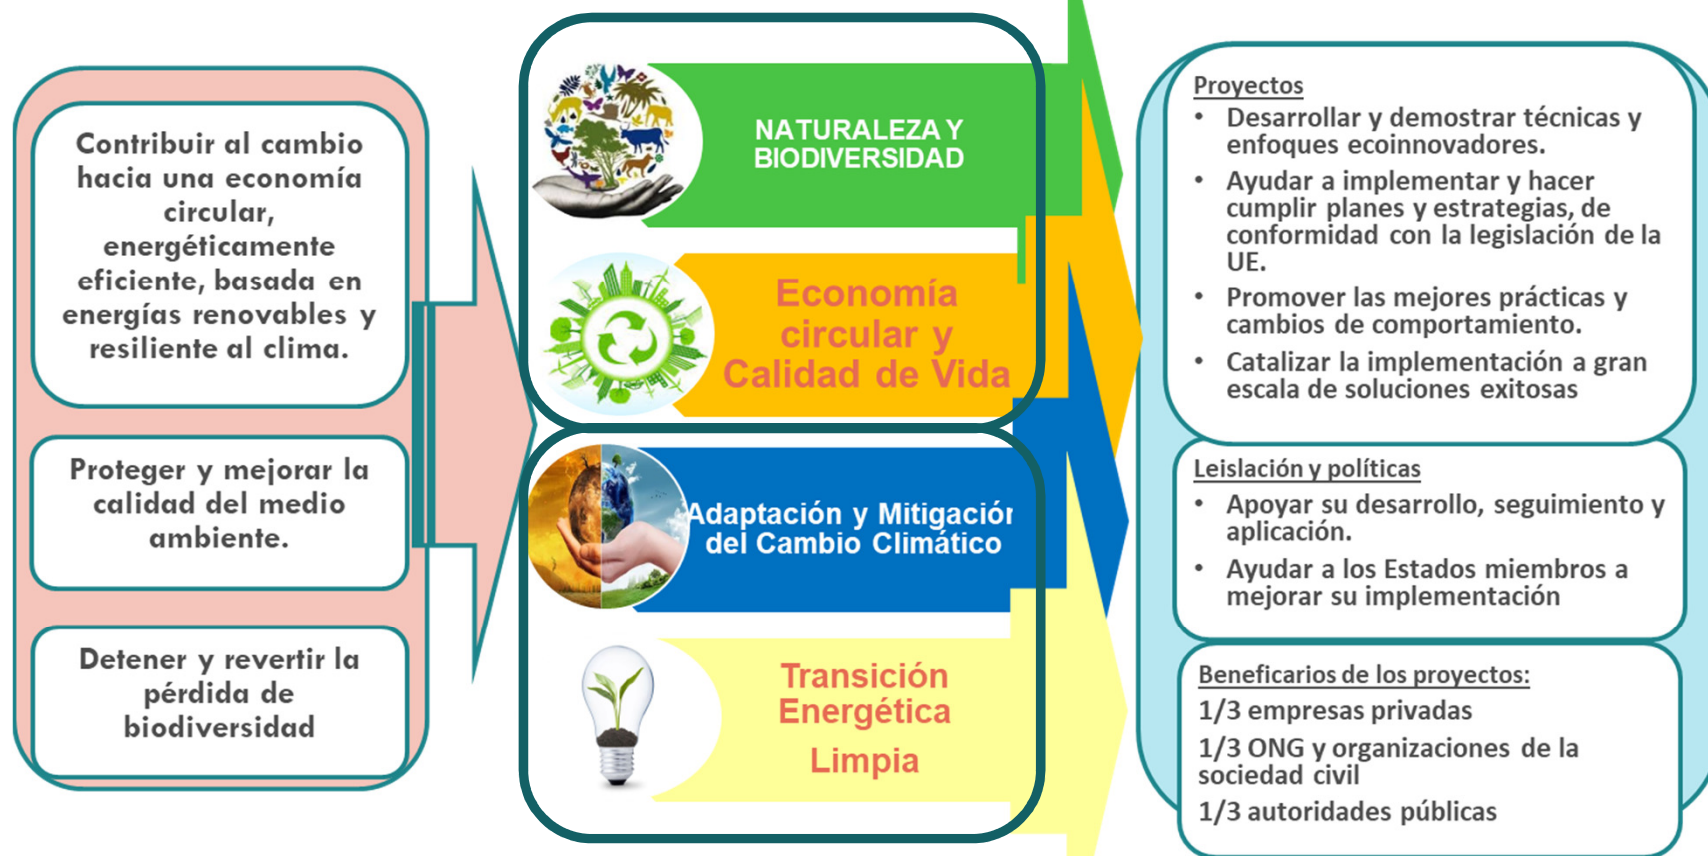 Contribuir al cambio
hacia una economía
circular,
energéticamente
eficiente, basada en
energías renovables y
resiliente al clima.
Proteger y mejorar la
calidad del medio
ambiente.
Detener y revertir la
pérdida de
biodiversidad
NATURALEZA Y
BIODIVERSIDAD
Economía
circular y
Calidad de Vida
Adaptación y Mitigación
del Cambio Climático
Transición
Energética
Limpia
Proyectos
• Desarrollar y demostrar técnicas y
enfoques ecoinnovadores.
• Ayudar a implementar y hacer
cumplir planes y estrategias, de
conformidad con la legislación de la
UE.
• Promover las mejores prácticas y
cambios de comportamiento.
• Catalizar la implementación a gran
escala de soluciones exitosas
Leislación y políticas
• Apoyar su desarrollo, seguimiento y
aplicación.
• Ayudar a los Estados miembros a
mejorar su implementación
Beneficarios de los proyectos:
1/3 empresas privadas
1/3 ONG y organizaciones de la
sociedad civil
1/3 autoridades públicas